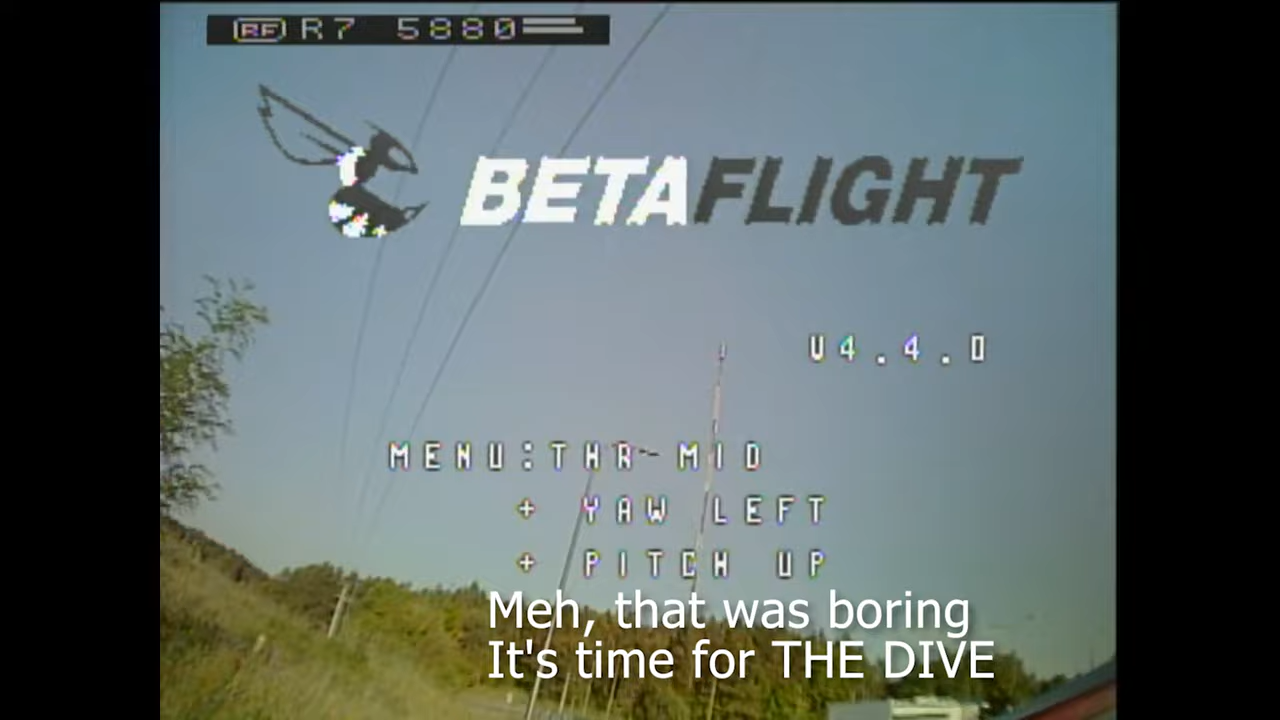 RF R7 5880
BETAFLIGHT
V4.4.0
MENU:THR MID
+ YAW LEFT
+ PITCH UP
Meh, that was boring
It's time for THE DIVE